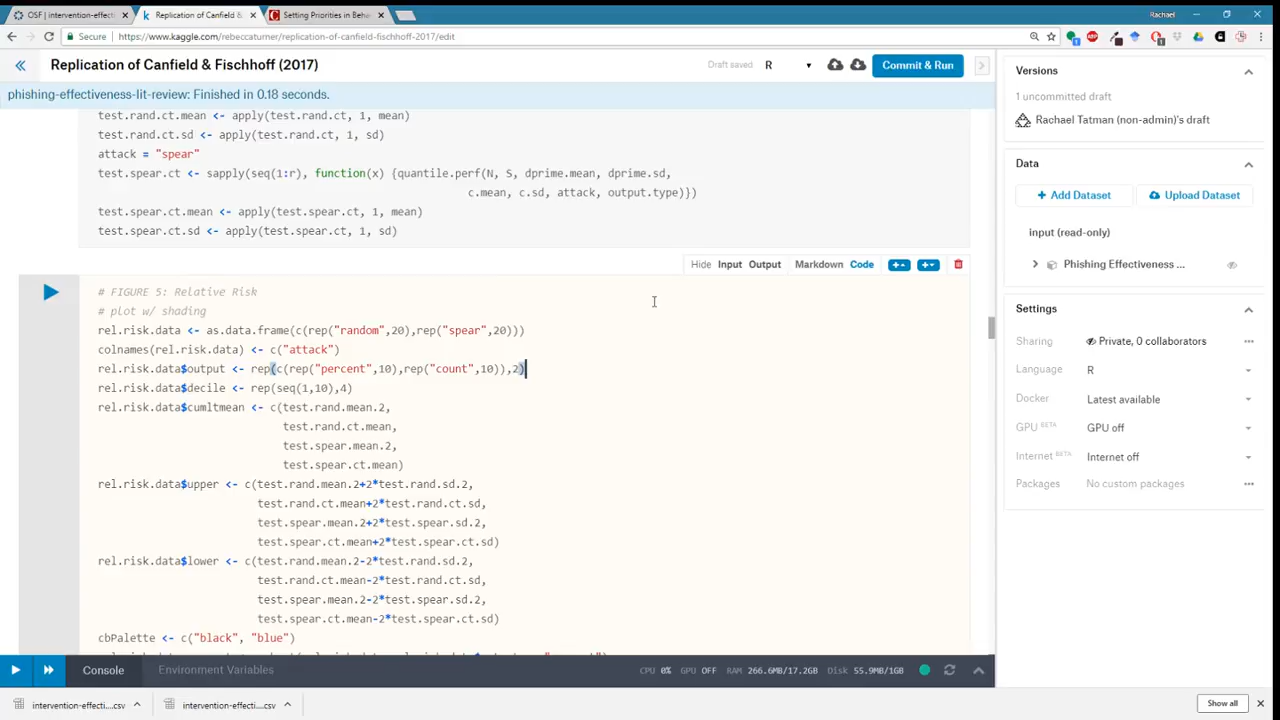 OSF | intervention-effecti
Replication of Canfield &
Setting Priorities in Behav
Rachael
Secure
https://www.kaggle.com/rebeccaturner/replication-of-canfield-fischhoff-2017/edit
Replication of Canfield & Fischhoff (2017)
Draft saved
R
Commit & Run
phishing-effectiveness-lit-review: Finished in 0.18 seconds.
test.rand.ct.mean <- apply(test.rand.ct, 1, mean)
test.rand.ct.sd <- apply(test.rand.ct, 1, sd)
attack = "spear"
test.spear.ct <- sapply(seq(1:r), function(x) {quantile.perf(N, S, dprime.mean, dprime.sd,
c.mean, c.sd, attack, output.type)})
test.spear.ct.mean <- apply(test.spear.ct, 1, mean)
test.spear.ct.sd <- apply(test.spear.ct, 1, sd)
Hide Input Output Markdown Code
# FIGURE 5: Relative Risk
# plot w/ shading
rel.risk.data <- as.data.frame(c(rep("random",20),rep("spear",20)))
colnames(rel.risk.data) <- c("attack")
rel.risk.data$output <- rep(c(rep("percent",10),rep("count",10)),2)
rel.risk.data$decile <- rep(seq(1,10),4)
rel.risk.data$cumltmean <- c(test.rand.mean.2,
test.rand.ct.mean,
test.spear.mean.2,
test.spear.ct.mean)
rel.risk.data$upper <- c(test.rand.mean.2+2*test.rand.sd.2,
test.rand.ct.mean+2*test.rand.ct.sd,
test.spear.mean.2+2*test.spear.sd.2,
test.spear.ct.mean+2*test.spear.ct.sd)
rel.risk.data$lower <- c(test.rand.mean.2-2*test.rand.sd.2,
test.rand.ct.mean-2*test.rand.ct.sd,
test.spear.mean.2-2*test.spear.sd.2,
test.spear.ct.mean-2*test.spear.ct.sd)
cbPalette <- c("black", "blue")
Console
Environment Variables
CPU 0% GPU OFF RAM 266.6MB/17.2GB Disk 55.9MB/1GB
Versions
1 uncommitted draft
Rachael Tatman (non-admin)'s draft
Data
+ Add Dataset
Upload Dataset
input (read-only)
Phishing Effectiveness ...
Settings
Sharing
Private, 0 collaborators
Language
R
Docker
Latest available
GPU BETA
GPU off
Internet BETA
Internet off
Packages
No custom packages
intervention-effecti....csv
intervention-effecti....csv
Show all